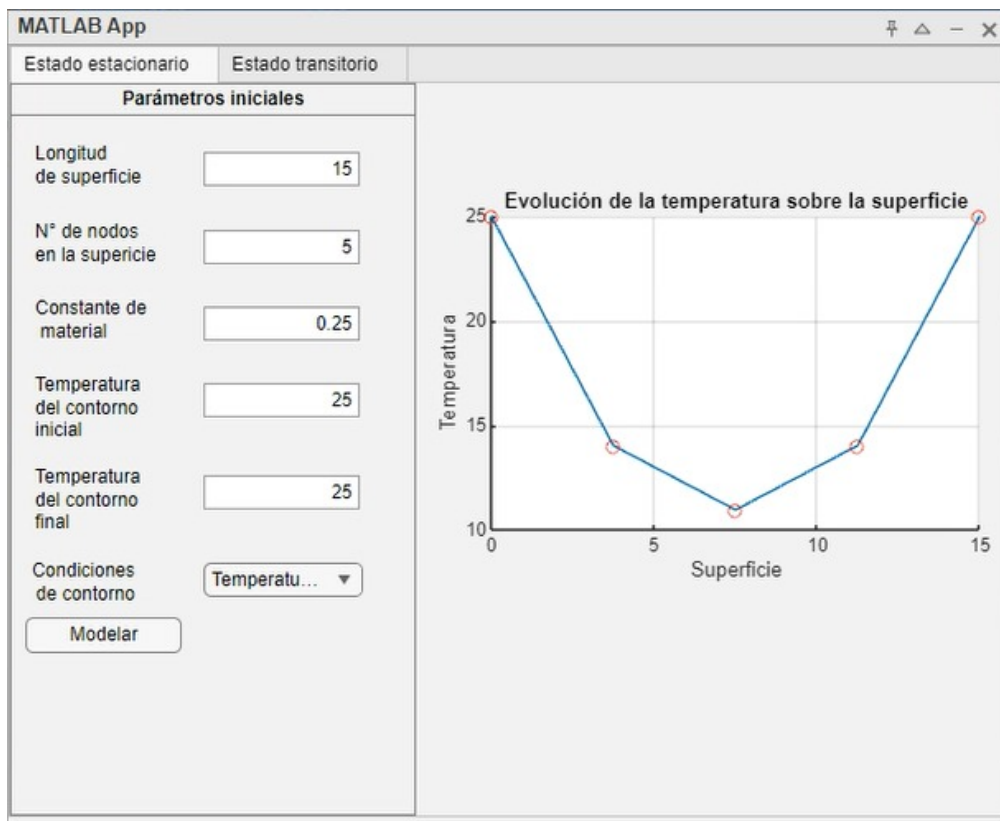 MATLAB App
Estado estacionario
Estado transitorio
Parámetros iniciales
Longitud
de superficie
15
N° de nodos
en la supericie
5
Constante de
material
0.25
Temperatura
del contorno
inicial
25
Temperatura
del contorno
final
25
Condiciones
de contorno
Temperatu...
Modelar
Evolución de la temperatura sobre la superficie
25
20
15
10
Temperatura
0
5
10
15
Superficie